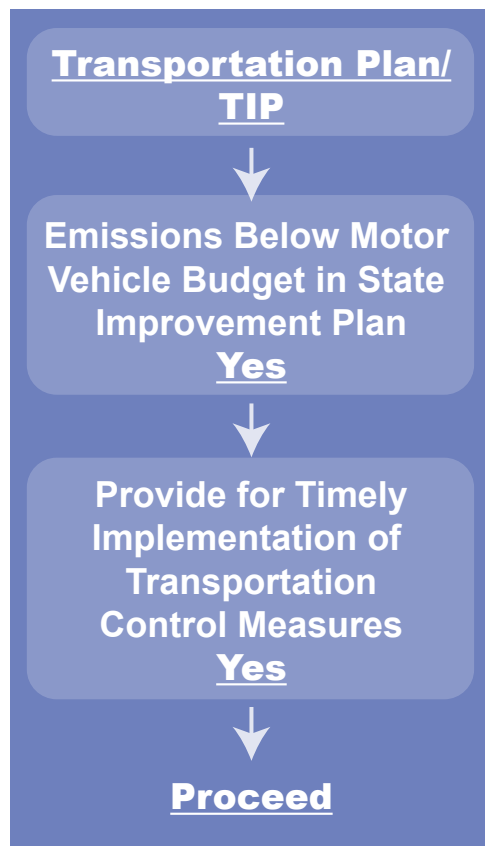 Transportation Plan/
TIP
Emissions Below Motor
Vehicle Budget in State
Improvement Plan
Yes
Provide for Timely
Implementation of
Transportation
Control Measures
Yes
Proceed